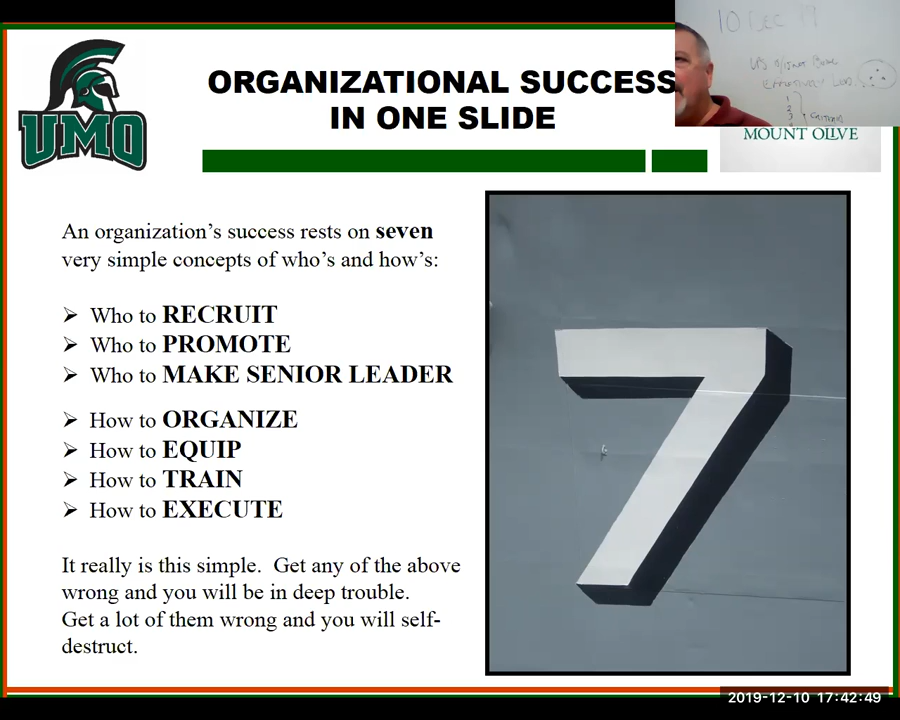 10 DEC 19
UMO
ORGANIZATIONAL SUCCESS
IN ONE SLIDE
MOUNT OLIVE
An organization’s success rests on seven
very simple concepts of who’s and how’s:
➢ Who to RECRUIT
➢ Who to PROMOTE
➢ Who to MAKE SENIOR LEADER
➢ How to ORGANIZE
➢ How to EQUIP
➢ How to TRAIN
➢ How to EXECUTE
It really is this simple.  Get any of the above
wrong and you will be in deep trouble.
Get a lot of them wrong and you will self-
destruct.
7
2019-12-10 17:42:49